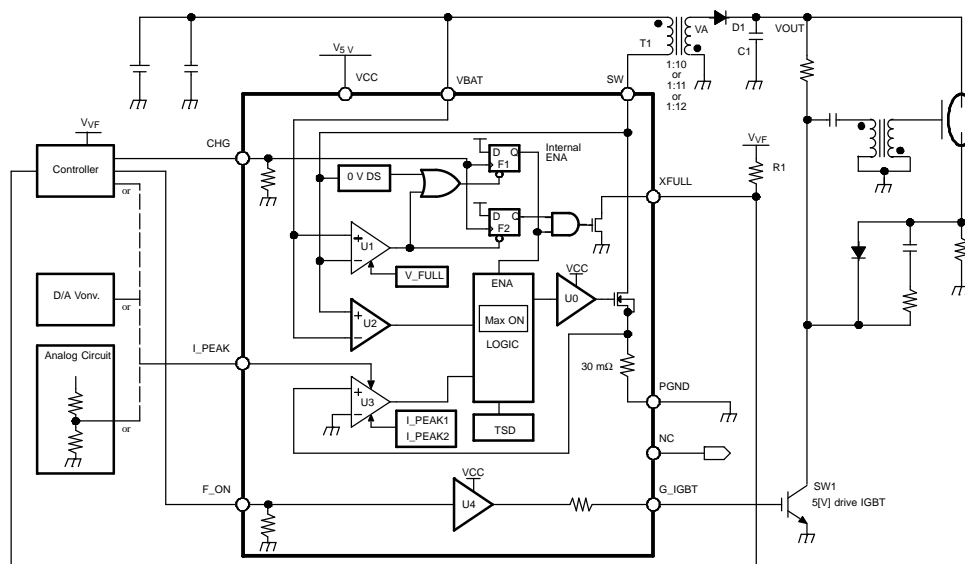 T1
VA
D1
VOUT
C1
V5 V
VCC
VBAT
SW
1:10
or
1:11
or
1:12
VVF
CHG
Controller
or
D Q
F1
Internal
ENA
0 V DS
VVF
R1
XFULL
D Q
F2
+
−
U1
V_FULL
ENA
VCC
U0
D/A Vonv.
or
+
−
U2
Max ON
LOGIC
I_PEAK
Analog Circuit
30 mΩ
+
−
U3
PGND
I_PEAK1
I_PEAK2
TSD
or
NC
VCC
F_ON
U4
G_IGBT
SW1
5[V] drive IGBT